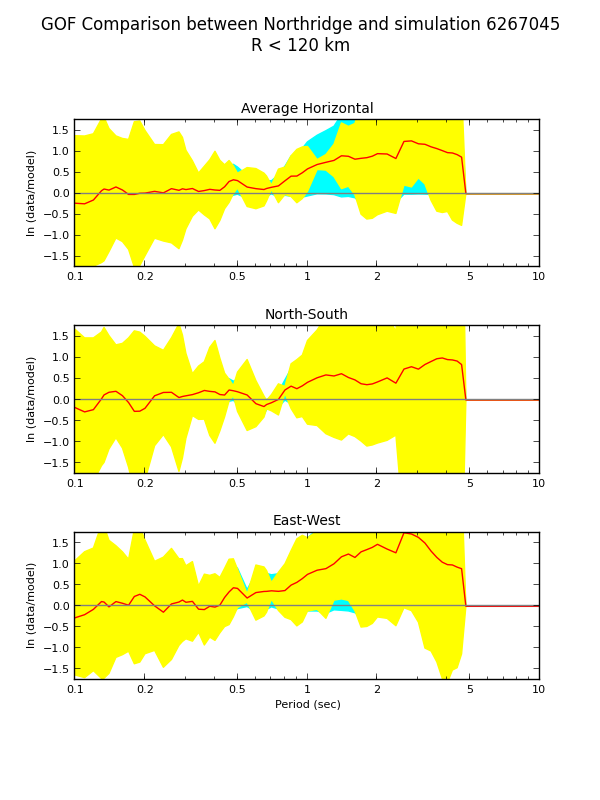 GOF Comparison between Northridge and simulation 6267045
R < 120 km
Average Horizontal
ln (data/model)
1.5
1.0
0.5
0.0
−0.5
−1.0
−1.5
0.1 0.2 0.5 1 2 5 10
North-South
ln (data/model)
1.5
1.0
0.5
0.0
−0.5
−1.0
−1.5
0.1 0.2 0.5 1 2 5 10
East-West
ln (data/model)
1.5
1.0
0.5
0.0
−0.5
−1.0
−1.5
0.1 0.2 0.5 1 2 5 10
Period (sec)